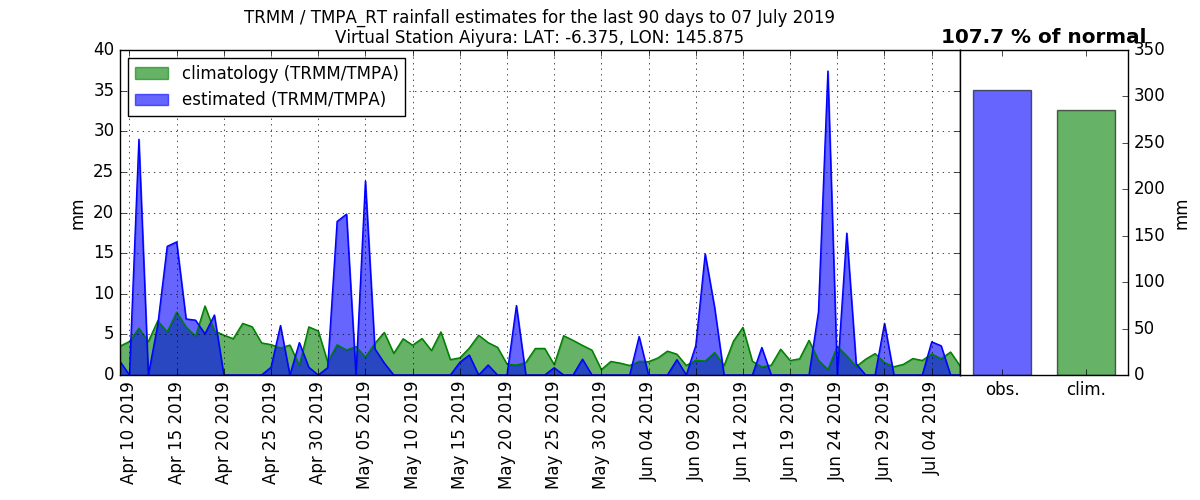 TRMM / TMPA_RT rainfall estimates for the last 90 days to 07 July 2019
Virtual Station Aiyura: LAT: -6.375, LON: 145.875
107.7 % of normal
climatology (TRMM/TMPA)
estimated (TRMM/TMPA)
mm
40
35
30
25
20
15
10
5
0
Apr 10 2019
Apr 15 2019
Apr 20 2019
Apr 25 2019
Apr 30 2019
May 05 2019
May 10 2019
May 15 2019
May 20 2019
May 25 2019
May 30 2019
Jun 04 2019
Jun 09 2019
Jun 14 2019
Jun 19 2019
Jun 24 2019
Jun 29 2019
Jul 04 2019
obs.
clim.
350
300
250
200
150
100
50
0
mm